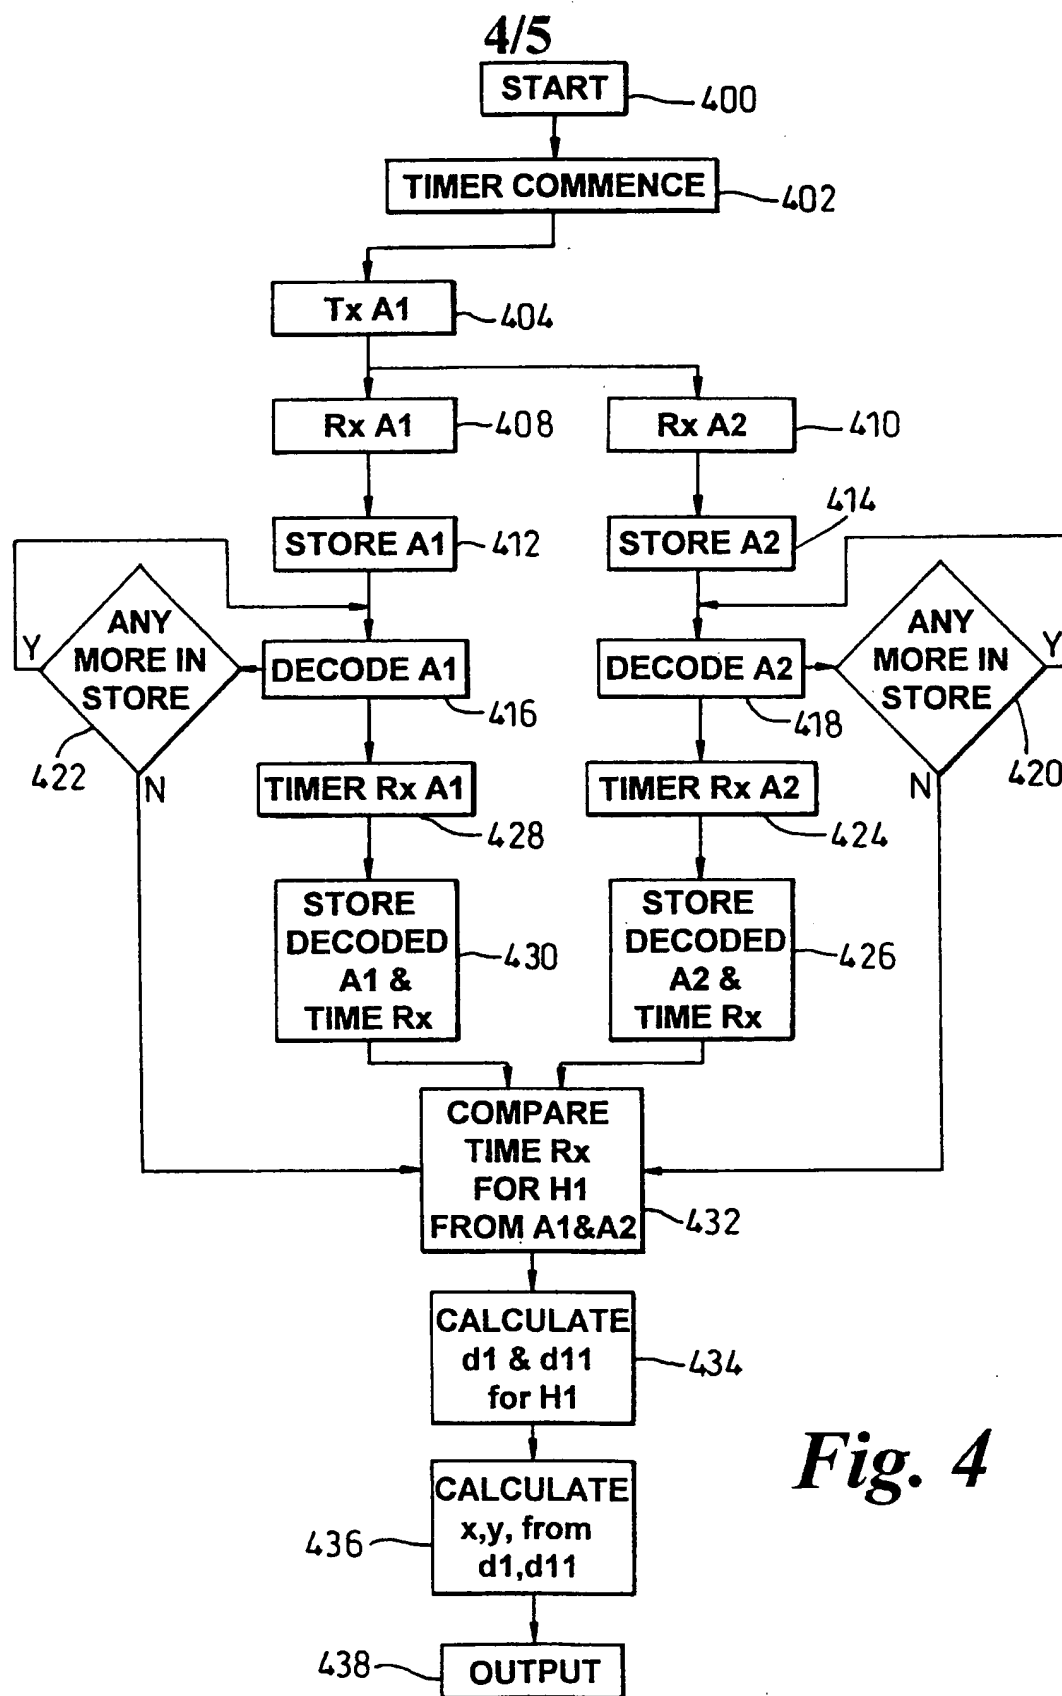 4/5
START
400
TIMER COMMENCE
402
Tx A1
404
Rx A1
408
Rx A2
410
STORE A1
412
STORE A2
414
ANY
MORE IN
STORE
Y
N
422
DECODE A1
416
DECODE A2
418
ANY
MORE IN
STORE
Y
N
420
TIMER Rx A1
428
TIMER Rx A2
424
STORE
DECODED
A1 &
TIME Rx
430
STORE
DECODED
A2 &
TIME Rx
426
COMPARE
TIME Rx
FOR H1
FROM A1&A2
432
CALCULATE
d1 & d11
for H1
434
CALCULATE
x,y, from
d1,d11
436
OUTPUT
438
Fig. 4